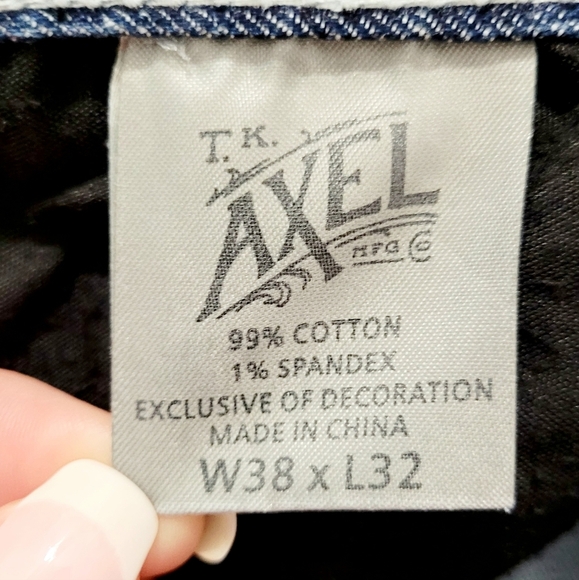 T.K.
AXEL
MFG Co
99% COTTON
1% SPANDEX
EXCLUSIVE OF DECORATION
MADE IN CHINA
W38 x L32